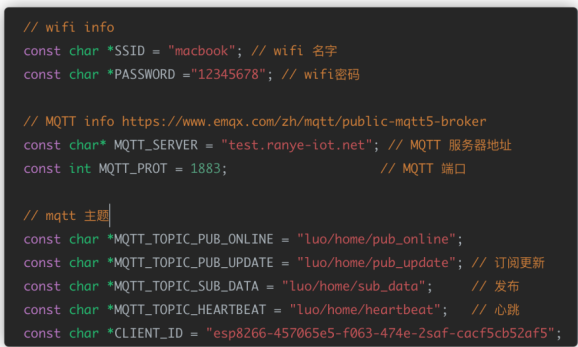 // wifi info
const char *SSID = "macbook"; // wifi 名字
const char *PASSWORD ="12345678"; // wifi密码
// MQTT info https://www.emqx.com/zh/mqtt/public-mqtt5-broker
const char* MQTT_SERVER = "test.ranye-iot.net"; // MQTT 服务器地址
const int MQTT_PROT = 1883; // MQTT 端口
// mqtt 主题
const char *MQTT_TOPIC_PUB_ONLINE = "luo/home/pub_online";
const char *MQTT_TOPIC_PUB_UPDATE = "luo/home/pub_update"; // 订阅更新
const char *MQTT_TOPIC_SUB_DATA = "luo/home/sub_data"; // 发布
const char *MQTT_TOPIC_HEARTBEAT = "luo/home/heartbeat"; // 心跳
const char *CLIENT_ID = "esp8266-457065e5-f063-474e-2saf-cacf5cb52af5";